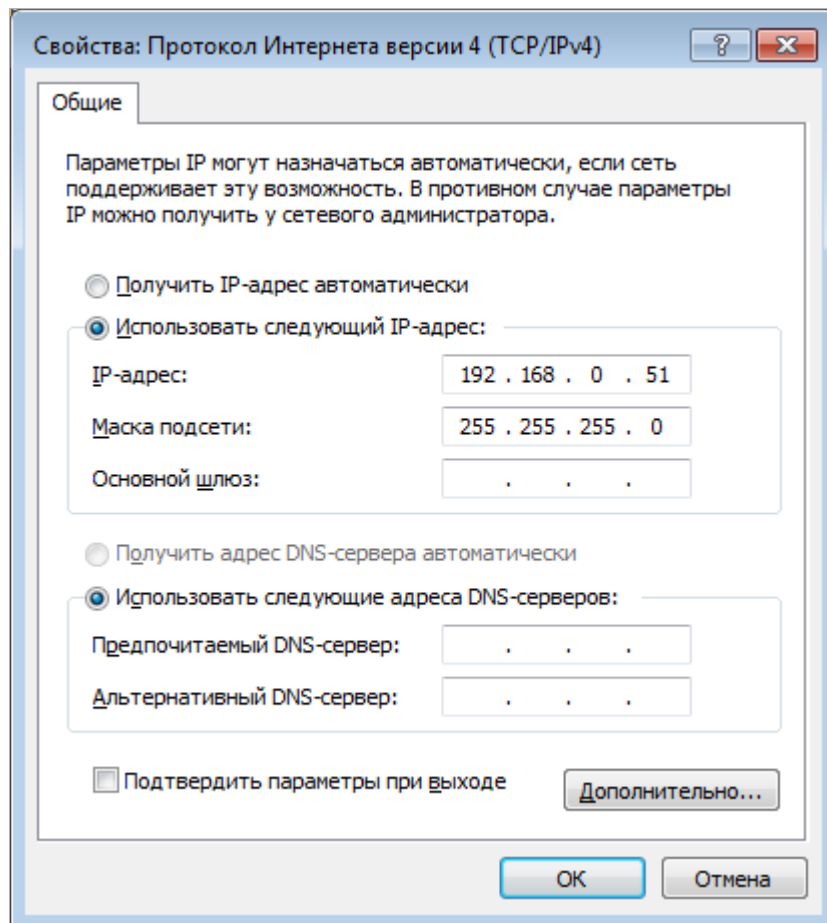 Свойства: Протокол Интернета версии 4 (TCP/IPv4)
?
Общие
Параметры IP могут назначаться автоматически, если сеть
поддерживает эту возможность. В противном случае параметры
IP можно получить у сетевого администратора.
Получить IP-адрес автоматически
Использовать следующий IP-адрес:
IP-адрес: 192 . 168 . 0 . 51
Маска подсети: 255 . 255 . 255 . 0
Основной шлюз: . . .
Получить адрес DNS-сервера автоматически
Использовать следующие адреса DNS-серверов:
Предпочитаемый DNS-сервер: . . .
Альтернативный DNS-сервер: . . .
Подтвердить параметры при выходе Дополнительно...
ОК Отмена